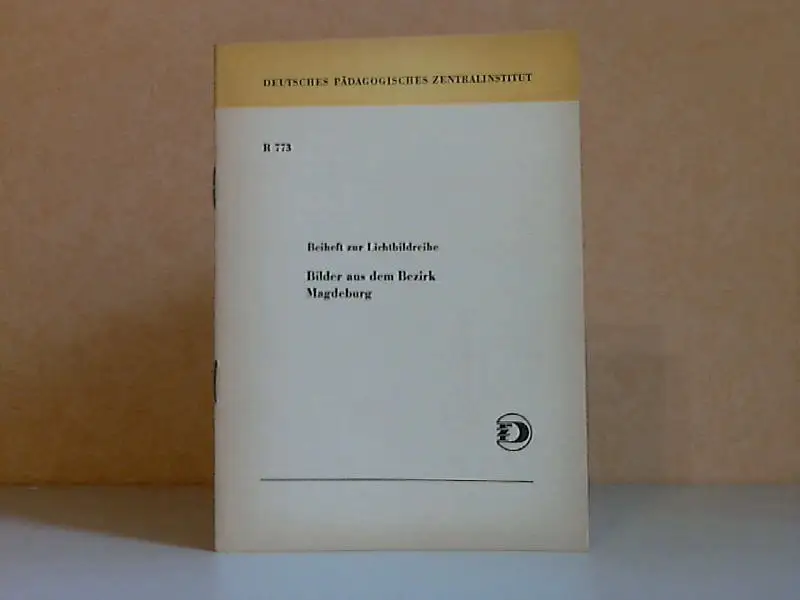 DEUTSCHES PÄDAGOGISCHES ZENTRALINSTITUT
R 773
Beiheft zur Lichtbildreihe
Bilder aus dem Bezirk
Magdeburg